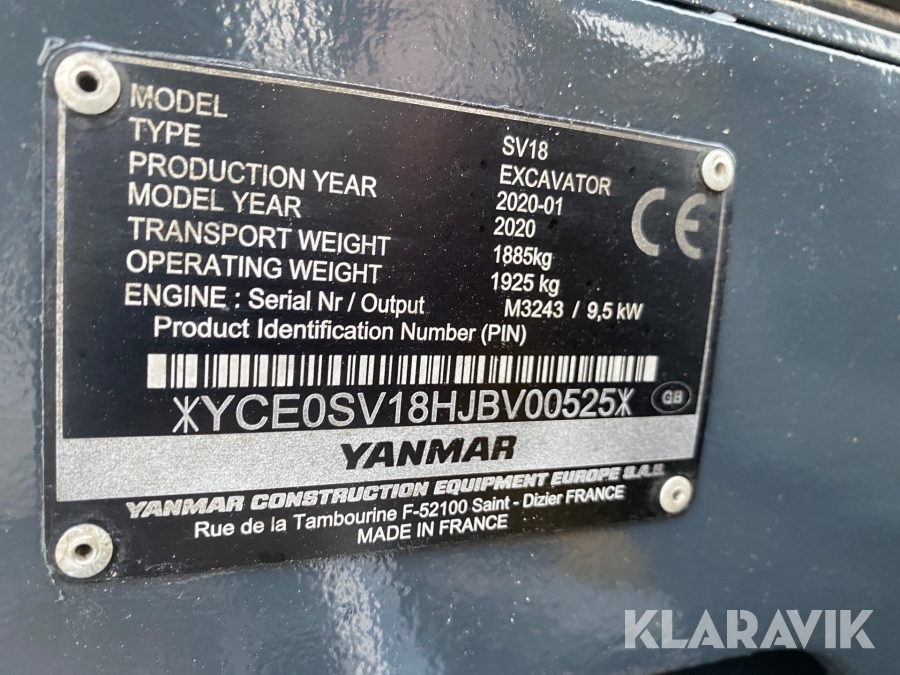 MODEL SV18
TYPE EXCAVATOR
PRODUCTION YEAR 2020-01
MODEL YEAR 2020
TRANSPORT WEIGHT 1885kg
OPERATING WEIGHT 1925 kg
ENGINE : Serial Nr / Output M3243 / 9,5 kW
Product Identification Number (PIN)
CE
*YCE0SV18HJBV00525* GB
YANMAR
YANMAR CONSTRUCTION EQUIPMENT EUROPE S.A.S.
Rue de la Tambourine F-52100 Saint - Dizier FRANCE
MADE IN FRANCE
KLARAVIK